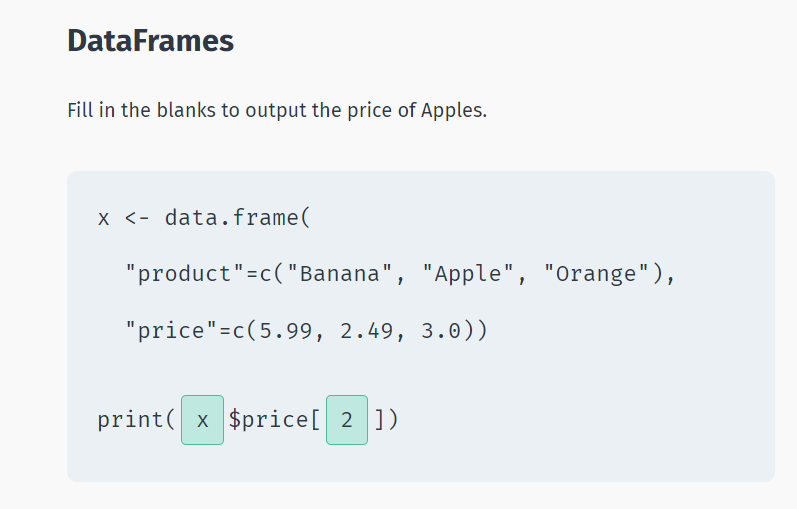 DataFrames
Fill in the blanks to output the price of Apples.
x <- data.frame(
"product"=c("Banana", "Apple", "Orange"),
"price"=c(5.99, 2.49, 3.0))
print( x $price[ 2 ])